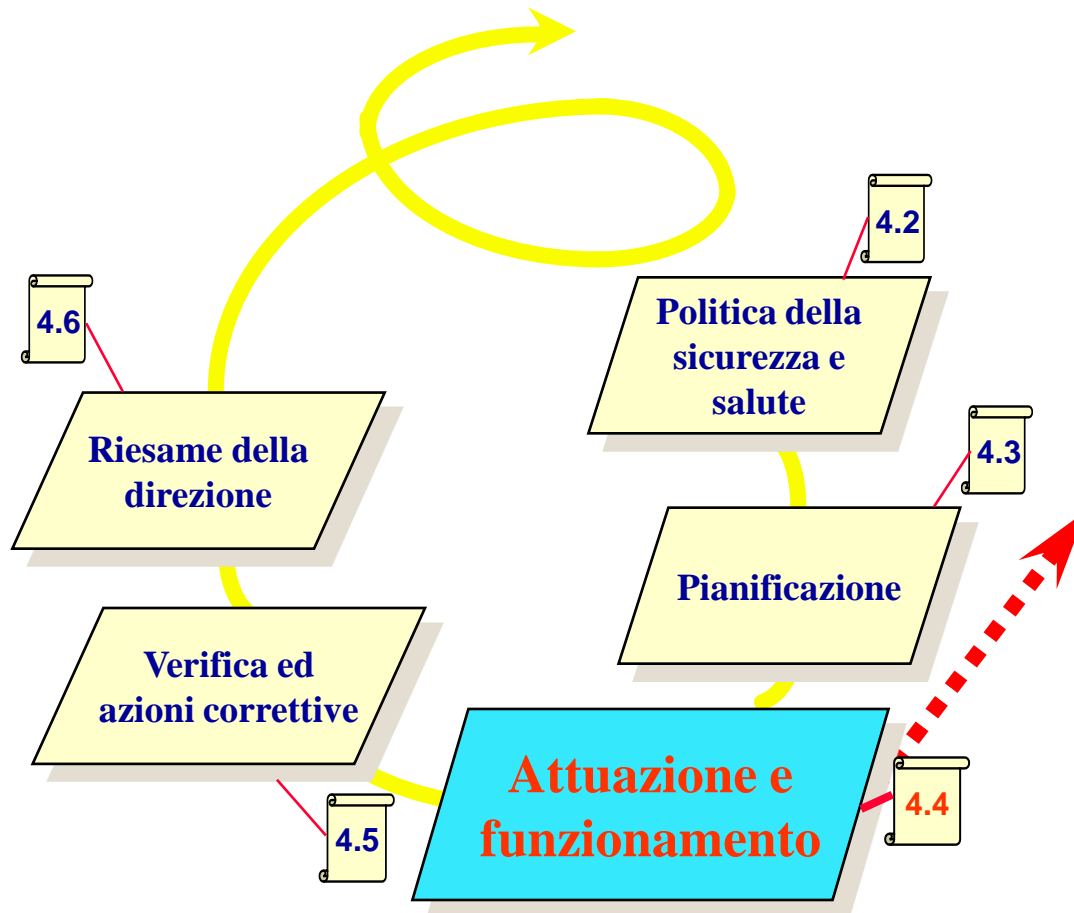 4.2
Politica della
sicurezza e
salute
4.3
Pianificazione
4.4
Attuazione e
funzionamento
4.5
Verifica ed
azioni correttive
4.6
Riesame della
direzione